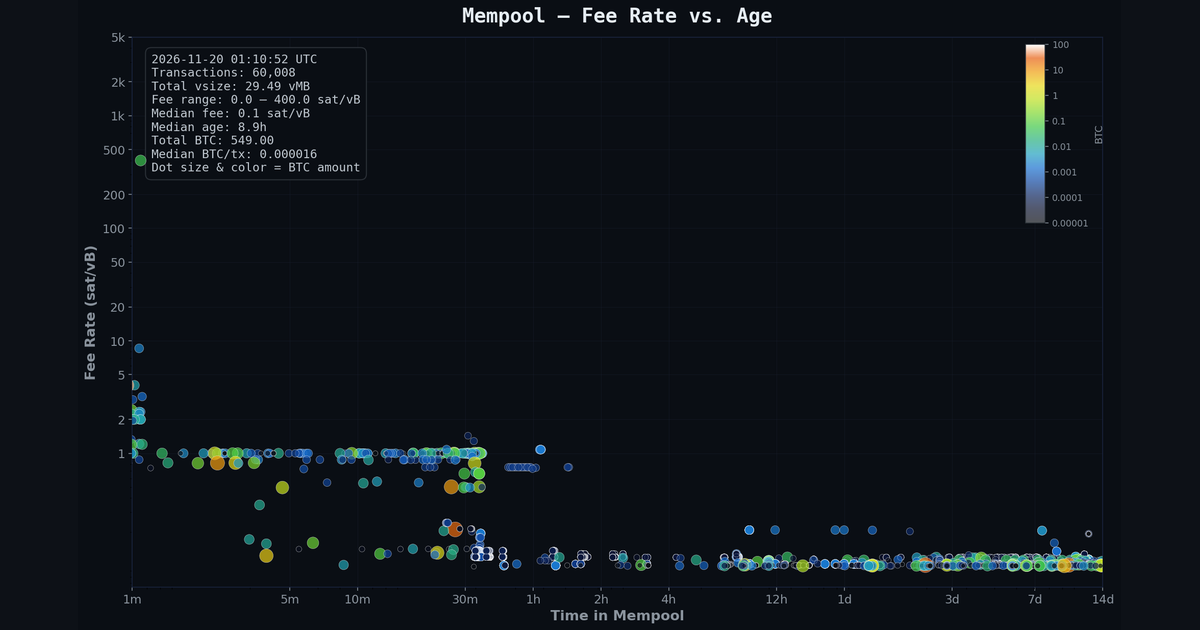 Mempool — Fee Rate vs. Age
2026-11-20 01:10:52 UTC
Transactions: 60,008
Total vsize: 29.49 vMB
Fee range: 0.0 — 400.0 sat/vB
Median fee: 0.1 sat/vB
Median age: 8.9h
Total BTC: 549.00
Median BTC/tx: 0.000016
Dot size & color = BTC amount
5k
2k
1k
500
200
100
50
20
10
5
2
1
Fee Rate (sat/vB)
100
10
1
0.1
0.01
0.001
0.0001
0.00001
BTC
1m
5m
10m
30m
1h
2h
4h
12h
1d
3d
7d
14d
Time in Mempool